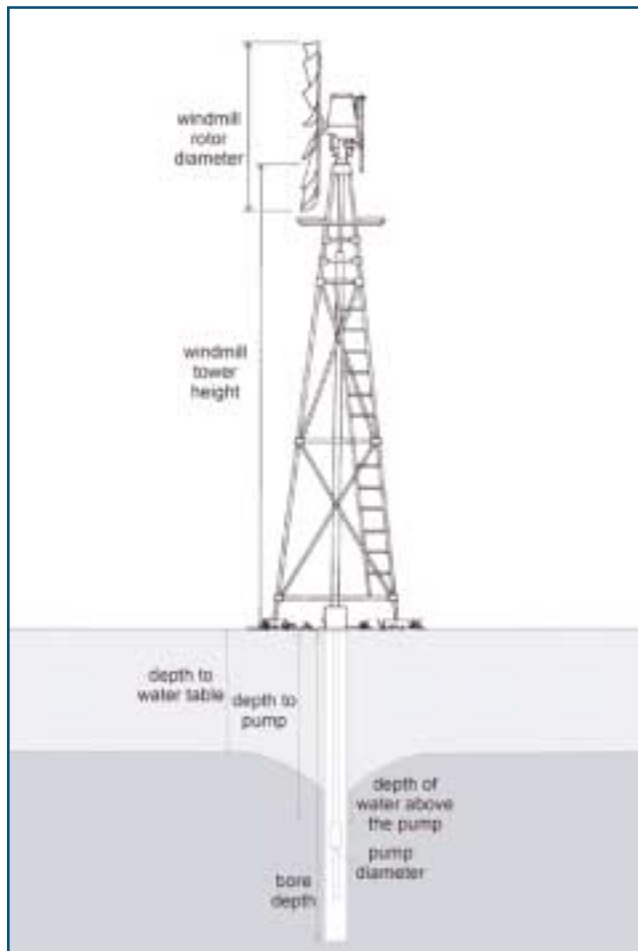 windmill
rotor
diameter
windmill
tower
height
depth to
water table
depth to
pump
depth of
water above
the pump
pump
diameter
bore
depth